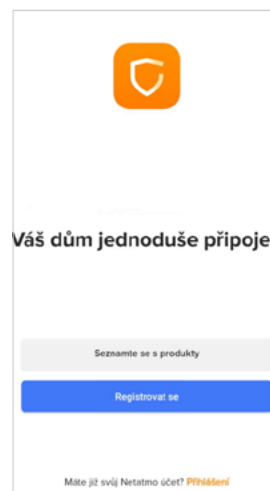 Váš dům jednoduše připoje
Seznamte se s produkty
Registrovat se
Máte již svůj Netatmo účet? Přihlášení